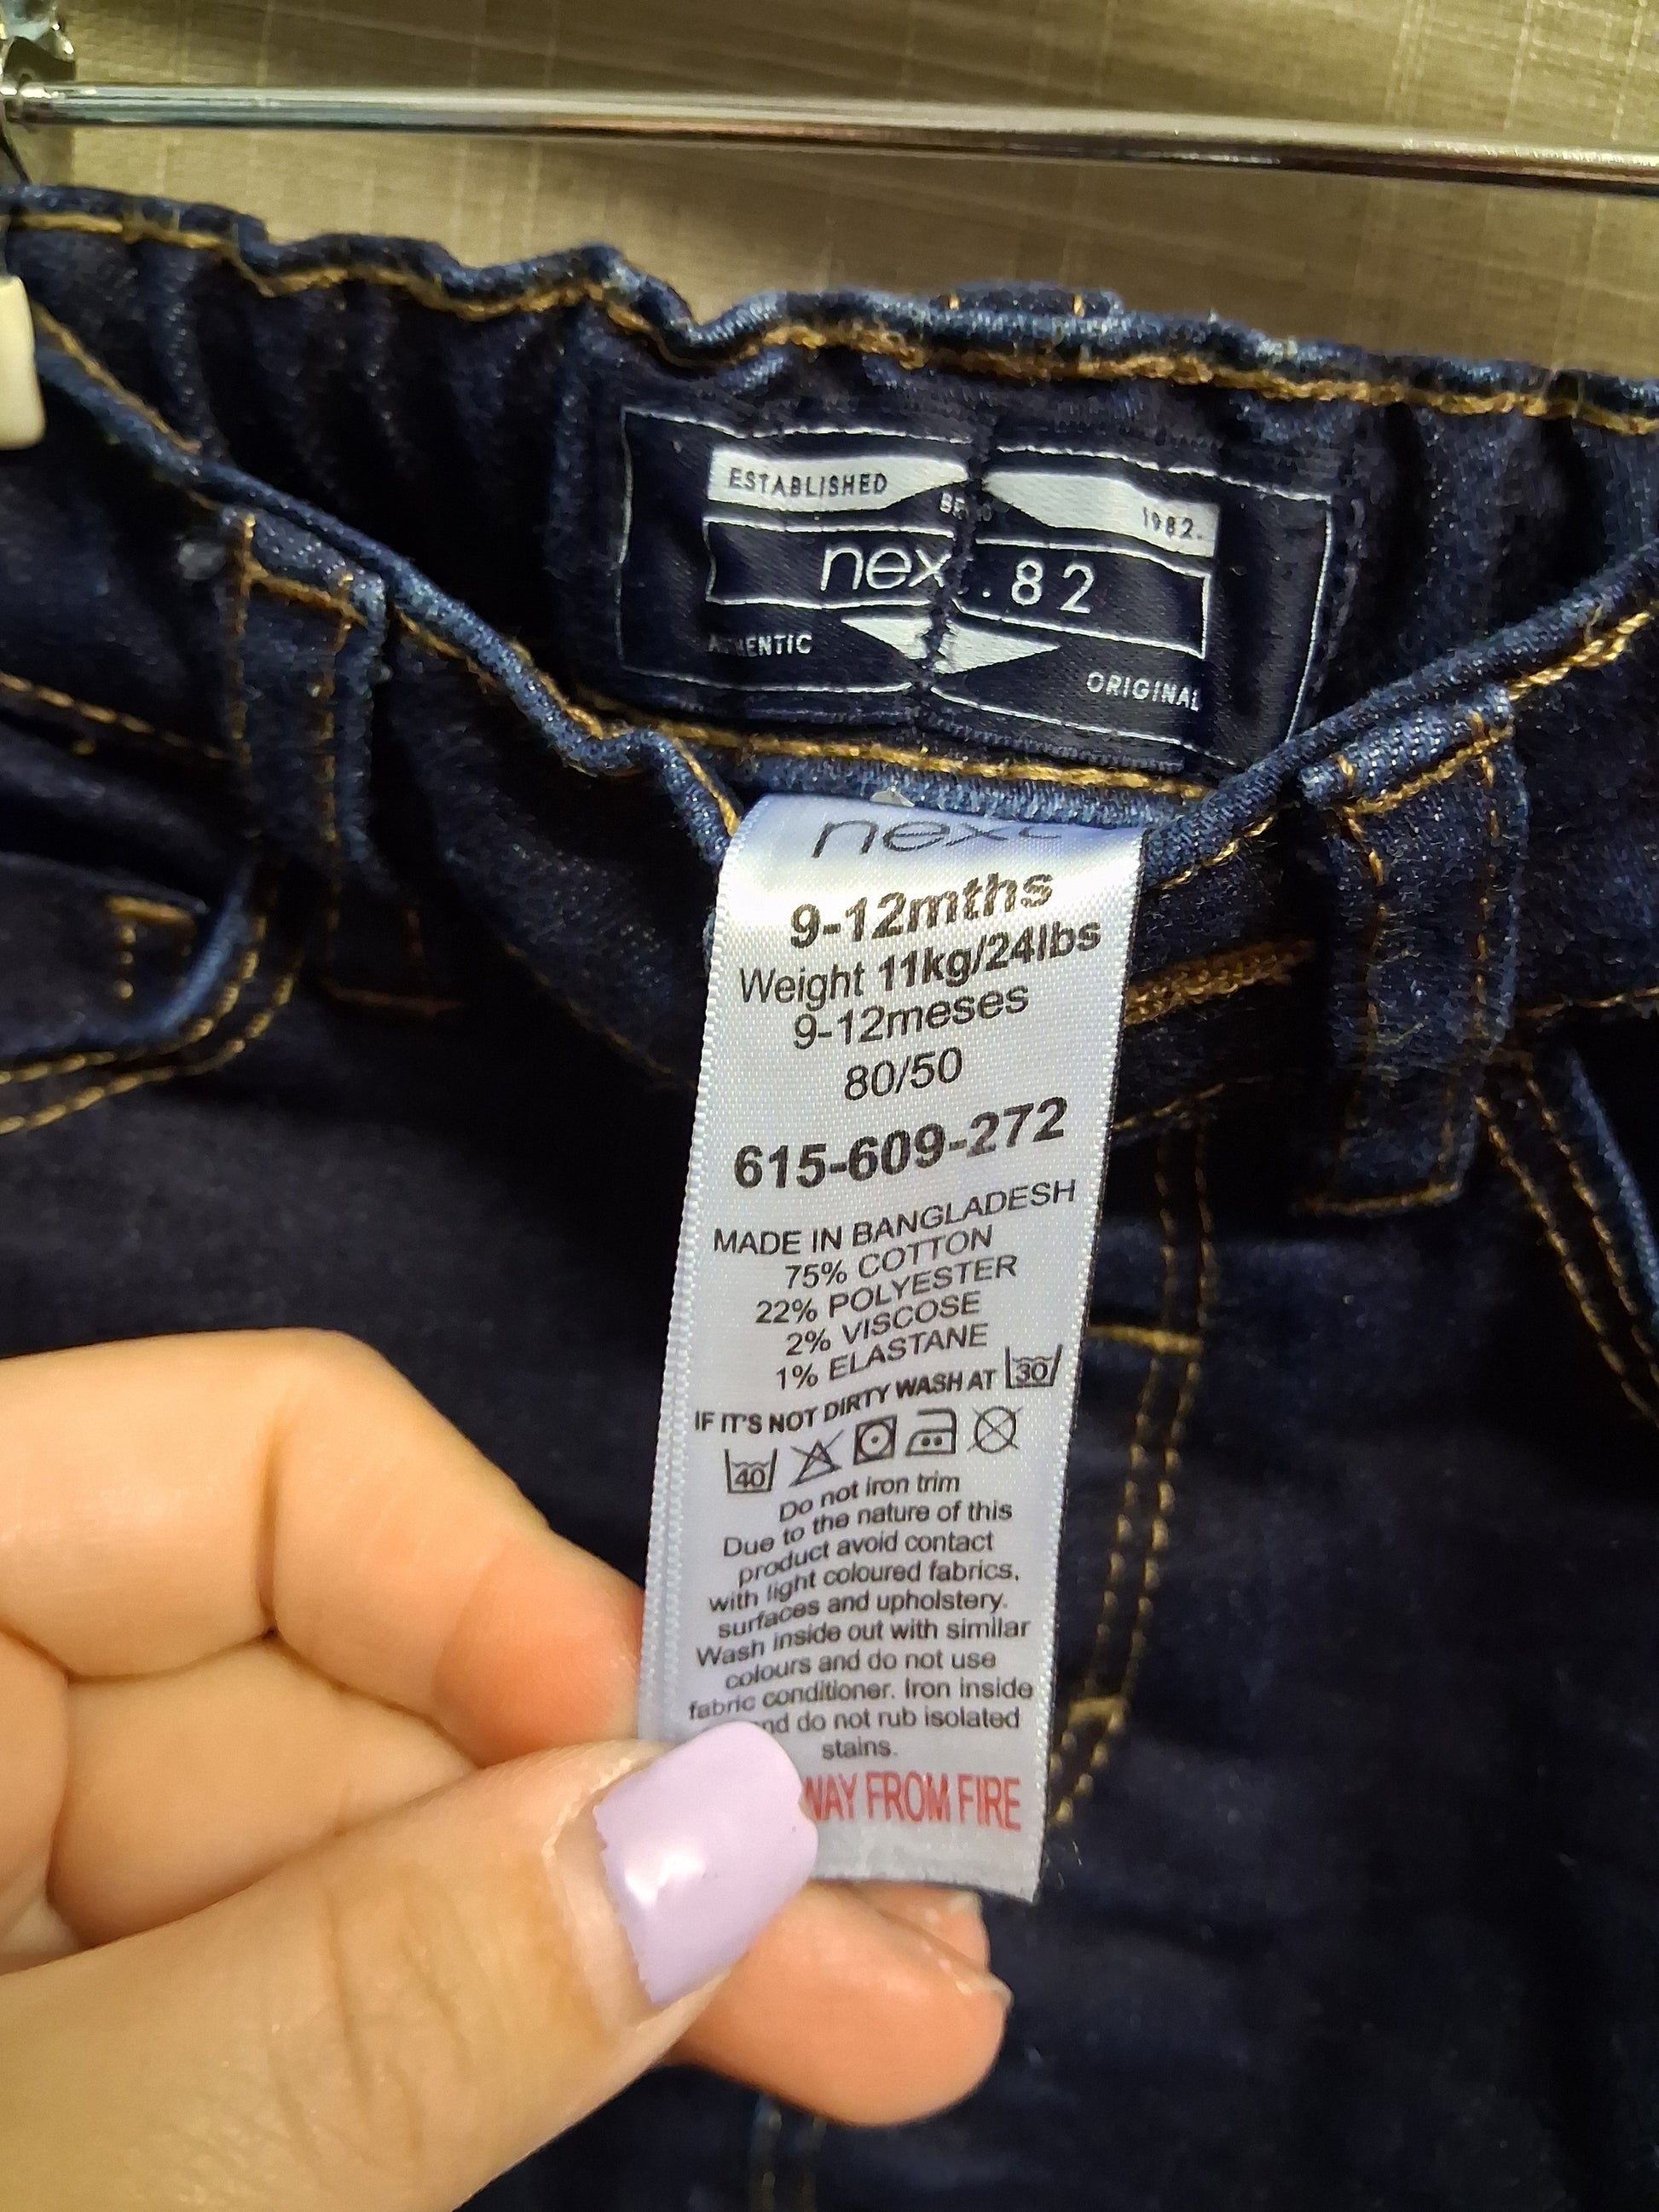 ESTABLISHED
1982.
nex
.82
ORIGINAL
next
9-12mths
Weight 11kg/24lbs
9-12meses
80/50
615-609-272
MADE IN BANGLADESH
75% COTTON
22% POLYESTER
2% VISCOSE
1% ELASTANE
IF IT'S NOT DIRTY WASH AT 30
40
Do not iron trim
Due to the nature of this
product avoid contact
with light coloured fabrics,
surfaces and upholstery.
Wash inside out with similar
colours and do not use
fabric conditioner. Iron inside
do not rub isolated
stains.
FROM FIRE